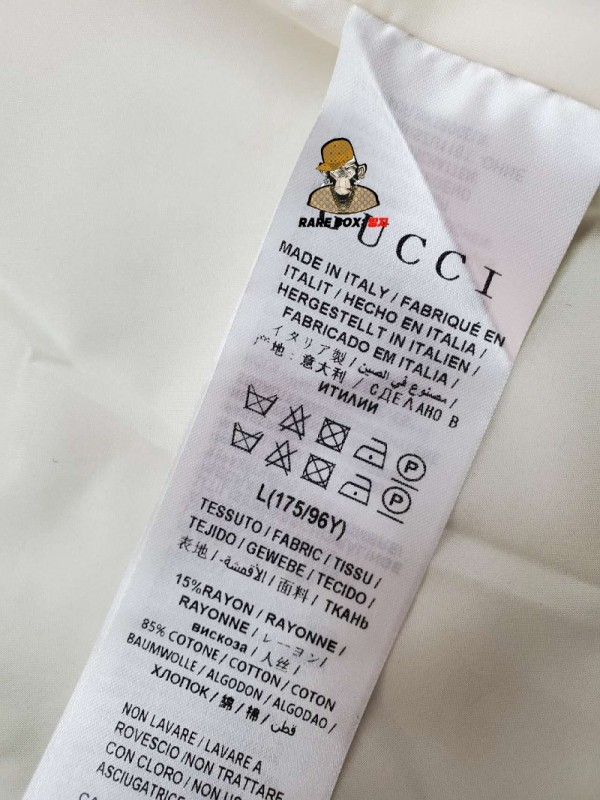 RARE BOX:
GUCCI
MADE IN ITALY / FABRIQUÉ EN
ITALIT / HECHO EN ITALIA /
HERGESTELLT IN ITALIEN /
FABRICADO EM ITALIA /
イタリア製 / مصنوع في الصين /
产地:意大利 / СДЕЛАНО В
ИТИЛИИ
P
P
L(175/96Y)
TESSUTO / FABRIC / TISSU /
TEJIDO / GEWEBE / TECIDO /
表地 / الأقمشة / 面料 / ТКАНЬ
15%RAYON / RAYONNE /
RAYONNE / レーヨン /
вискоза / 人丝 /
85% COTONE / COTTON / COTON
BAUMWOLLE / ALGODON / ALGODAO /
ХЛОПОК / 綿 / 棉 / قطن
NON LAVARE / LAVARE A
ROVESCIO /NON TRATTARE
CON CLORO / NON
ASCIUGATRICE